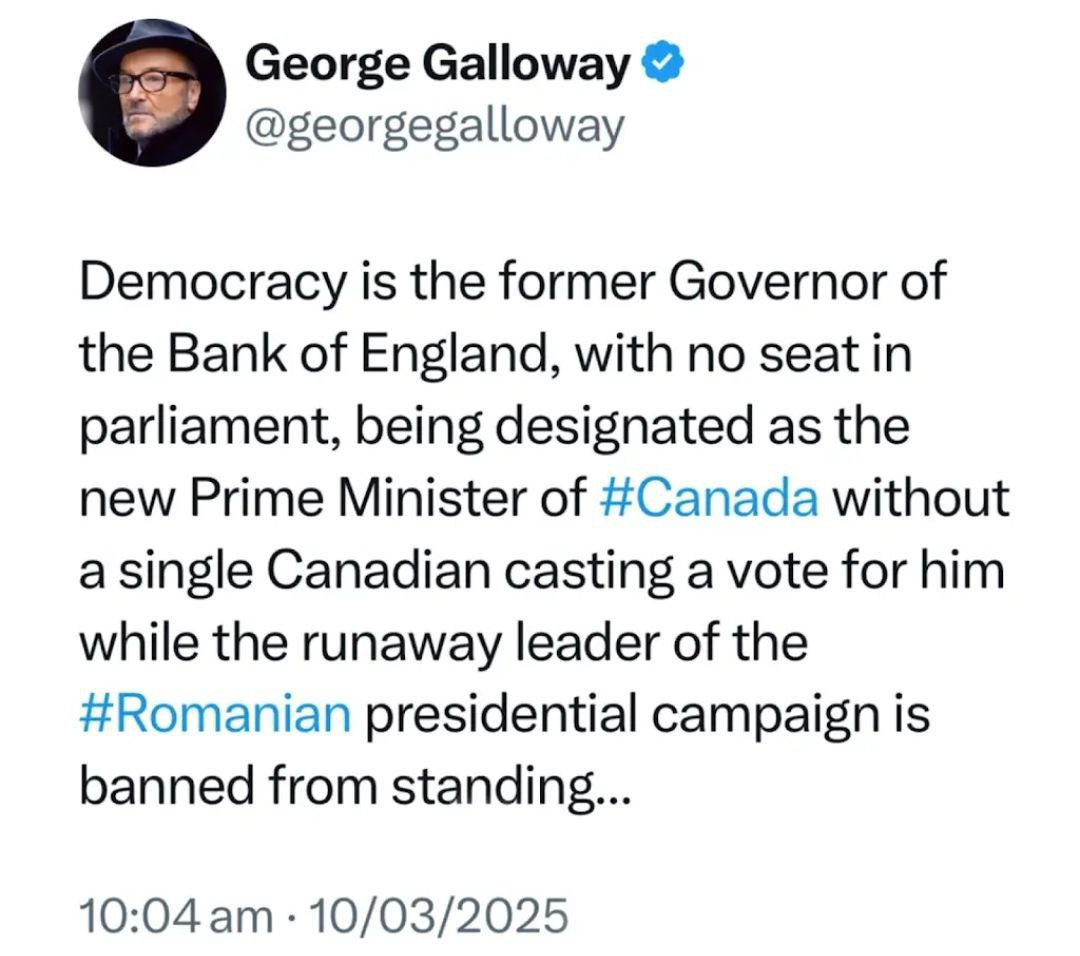 George Galloway
@georgegalloway
Democracy is the former Governor of
the Bank of England, with no seat in
parliament, being designated as the
new Prime Minister of #Canada without
a single Canadian casting a vote for him
while the runaway leader of the
#Romanian presidential campaign is
banned from standing...
10:04 am · 10/03/2025